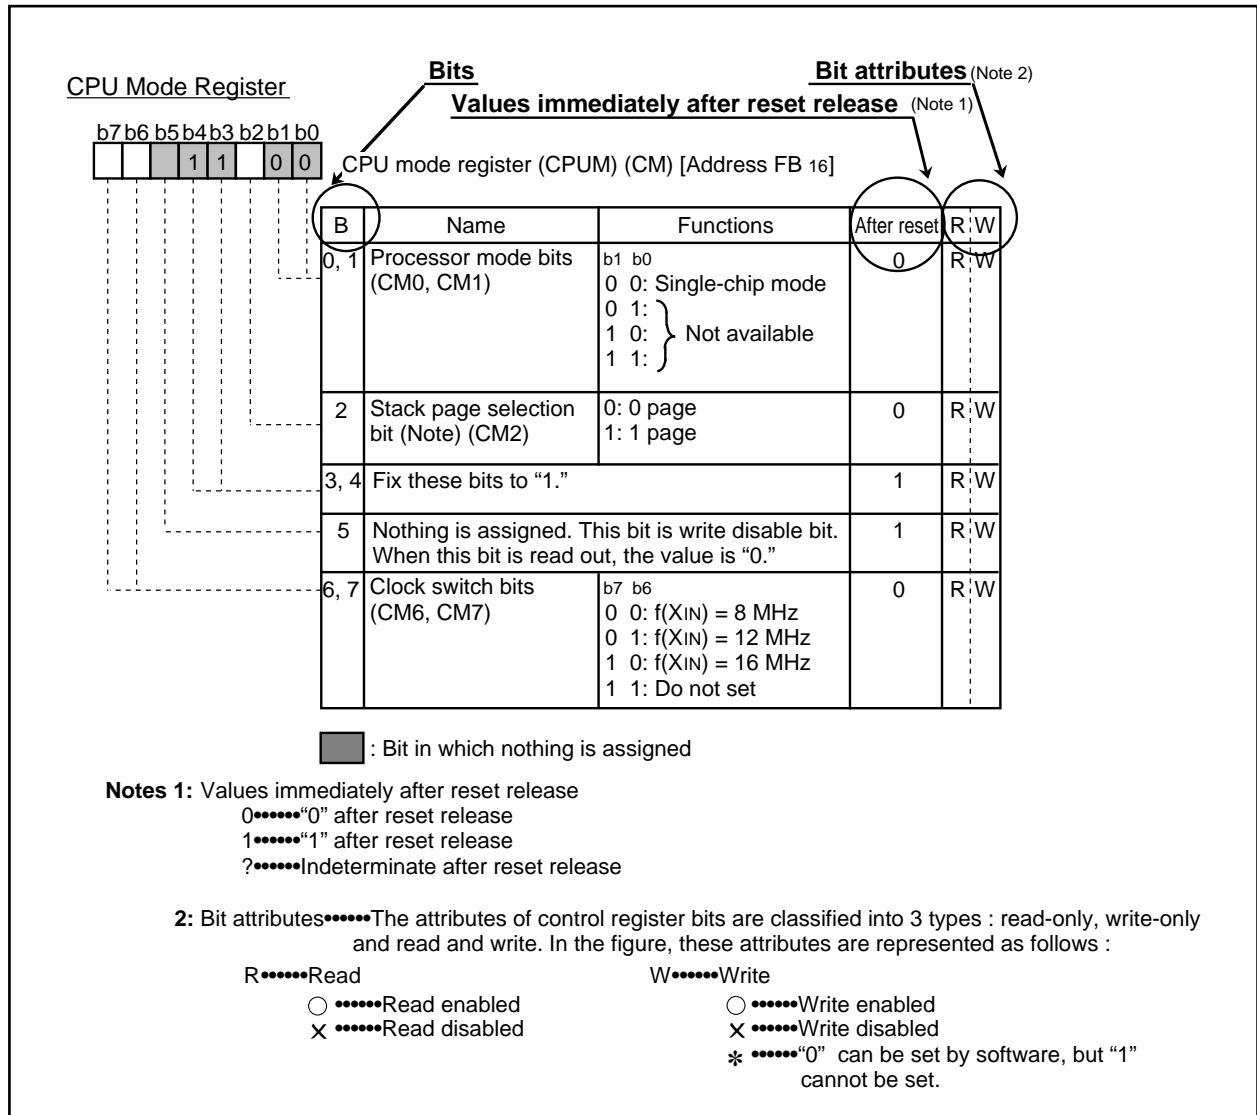 Bits
Bit attributes (Note 2)
CPU Mode Register
Values immediately after reset release (Note 1)
b7 b6 b5 b4 b3 b2 b1 b0
1 1 0 0
CPU mode register (CPUM) (CM) [Address FB 16]
B Name Functions After reset R W
0, 1 Processor mode bits b1 b0 0 R W
(CM0, CM1) 0 0: Single-chip mode
0 1:
1 0: Not available
1 1:
2 Stack page selection 0: 0 page 0 R W
bit (Note) (CM2) 1: 1 page
3, 4 Fix these bits to “1.” 1 R W
5 Nothing is assigned. This bit is write disable bit. 1 R W
When this bit is read out, the value is “0.”
6, 7 Clock switch bits b7 b6 0 R W
(CM6, CM7) 0 0: f(XIN) = 8 MHz
0 1: f(XIN) = 12 MHz
1 0: f(XIN) = 16 MHz
1 1: Do not set
: Bit in which nothing is assigned
Notes 1: Values immediately after reset release
0••••••“0” after reset release
1••••••“1” after reset release
?••••••Indeterminate after reset release
2: Bit attributes••••••The attributes of control register bits are classified into 3 types : read-only, write-only
and read and write. In the figure, these attributes are represented as follows :
R••••••Read W••••••Write
○ ••••••Read enabled ○ ••••••Write enabled
✕ ••••••Read disabled ✕ ••••••Write disabled
✻ ••••••“0” can be set by software, but “1”
cannot be set.